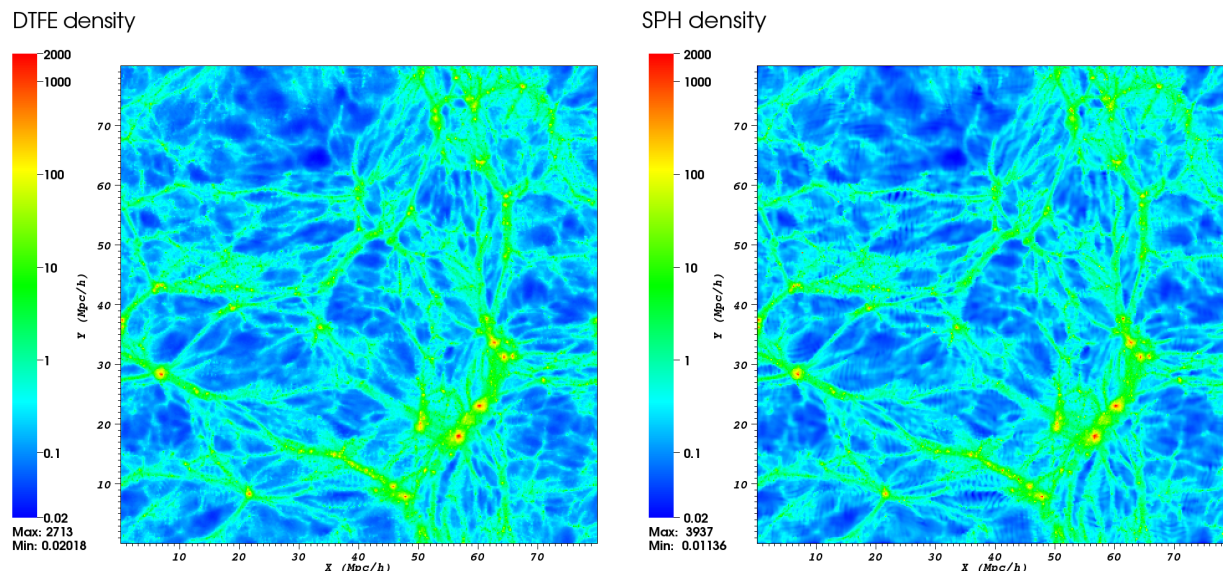 DTFE density
2000
1000
100
10
1
0.1
0.02
Max: 2713
Min: 0.02018
Y (Mpc/h)
70
60
50
40
30
20
10
10 20 30 40 50 60 70
X (Mpc/h)
SPH density
2000
1000
100
10
1
0.1
0.02
Max: 3937
Min: 0.01136
Y (Mpc/h)
70
60
50
40
30
20
10
10 20 30 40 50 60 70
X (Mpc/h)